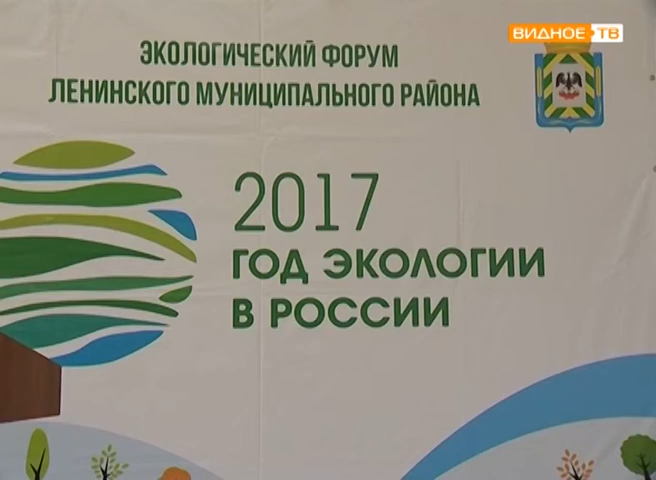 ВИДНОЕ ТВ
ЭКОЛОГИЧЕСКИЙ ФОРУМ
ЛЕНИНСКОГО МУНИЦИПАЛЬНОГО РАЙОНА
2017
ГОД ЭКОЛОГИИ
В РОССИИ